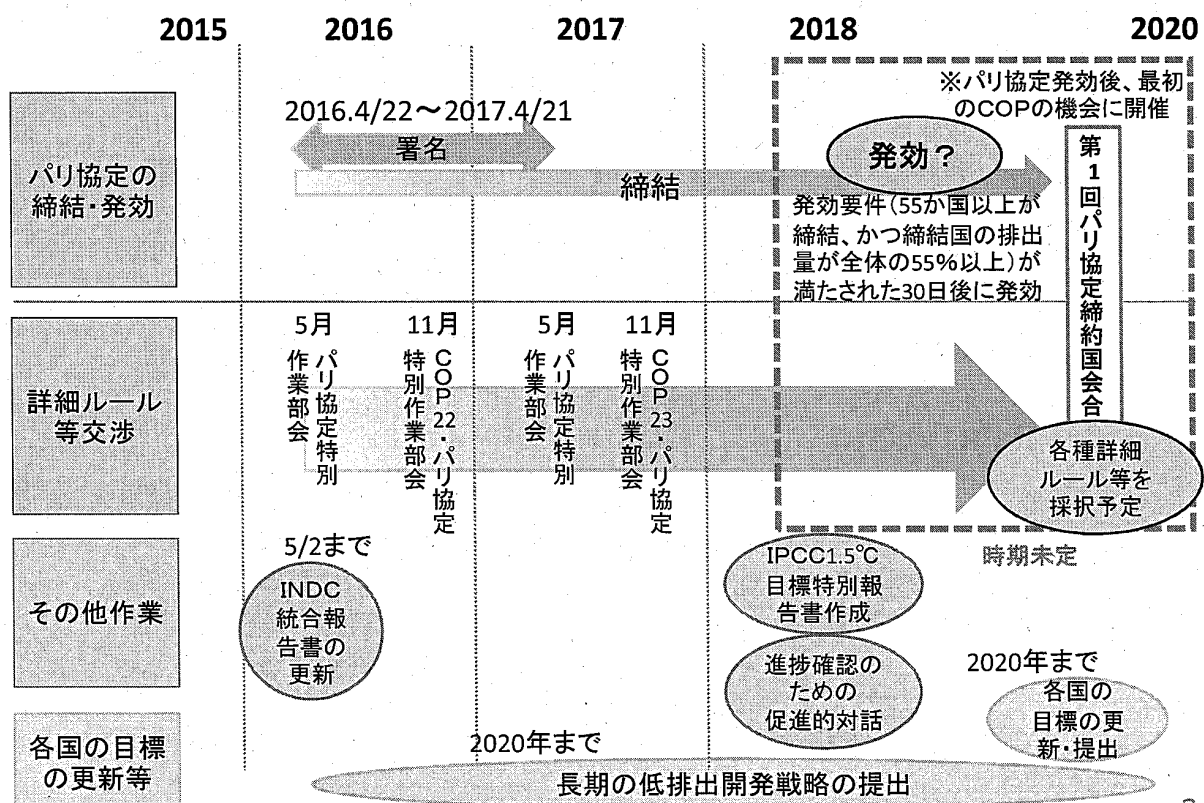 2015
2016
2017
2018
2020
パリ協定の
締結・発効
2016.4/22～2017.4/21
署名
締結
※パリ協定発効後、最初
のCOPの機会に開催
発効？
発効要件(55か国以上が
締結、かつ締結国の排出
量が全体の55%以上)が
満たされた30日後に発効
第1回パリ協定締約国会合
詳細ルール
等交渉
5月
パリ協定特別
作業部会
11月
COP22・パリ協定
特別作業部会
5月
パリ協定特別
作業部会
11月
COP23・パリ協定
特別作業部会
各種詳細
ルール等を
採択予定
時期未定
その他作業
5/2まで
INDC
統合報
告書の
更新
IPCC1.5℃
目標特別報
告書作成
進捗確認の
ための
促進的対話
2020年まで
各国の
目標の更
新・提出
各国の目標
の更新等
2020年まで
長期の低排出開発戦略の提出